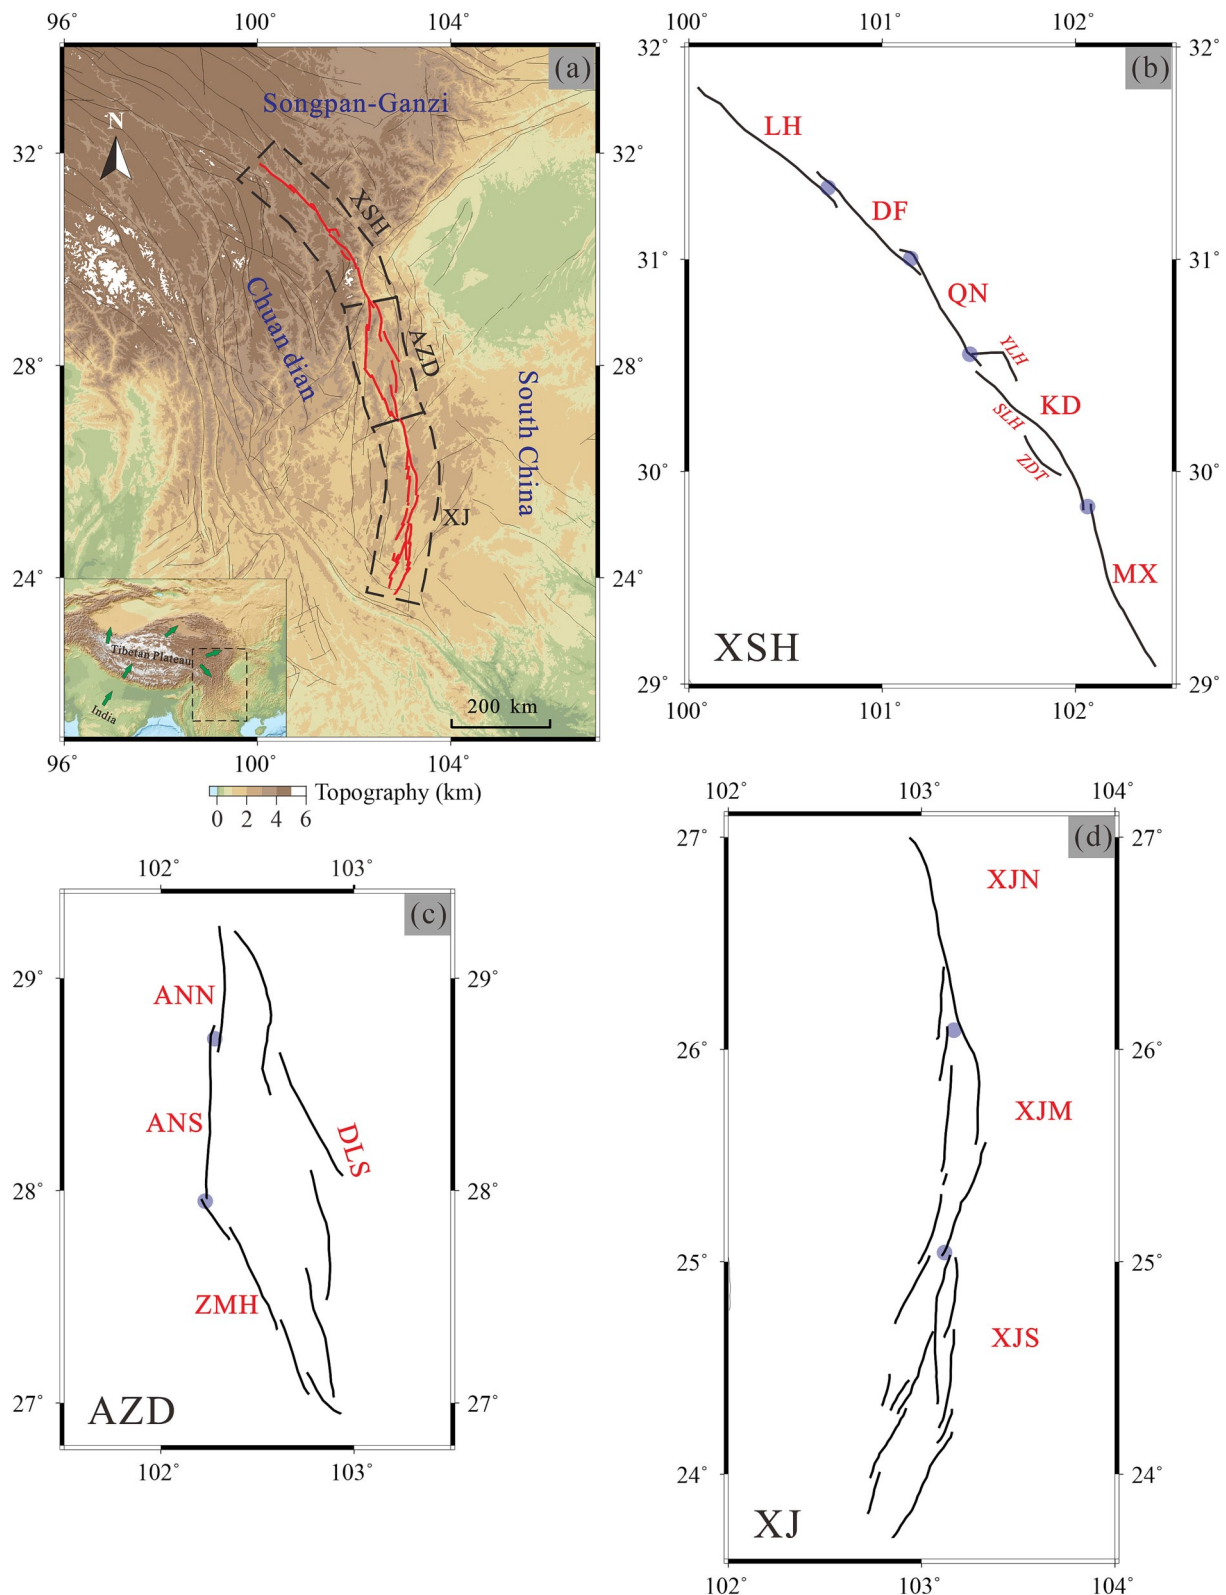 96˚ 100˚ 104˚
(a)
Songpan-Ganzi
N
32˚
XSH
Chuan dian
28˚
AZD
South China
XJ
24˚
Tibetan Plateau
India
200 km
96˚ 100˚ 104˚
Topography (km)
0 2 4 6
100˚ 101˚ 102˚
32˚ 32˚
(b)
LH
DF
31˚ 31˚
QN
YLH
KD
SLH
ZDT
30˚ 30˚
MX
XSH
29˚ 29˚
100˚ 101˚ 102˚
102˚ 103˚
(c)
29˚ 29˚
ANN
ANS
DLS
28˚ 28˚
ZMH
AZD
27˚ 27˚
102˚ 103˚
102˚ 103˚ 104˚
27˚ 27˚
(d)
XJN
26˚ 26˚
XJM
25˚ 25˚
XJS
24˚ 24˚
XJ
102˚ 103˚ 104˚